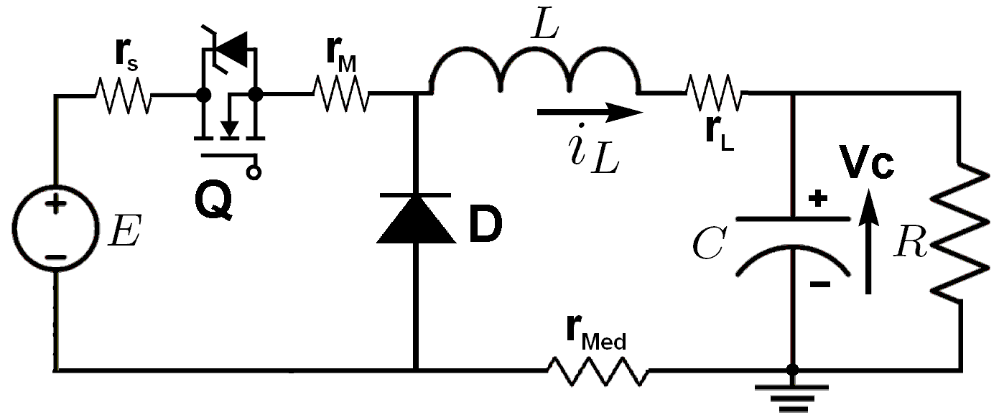 L
r_s
r_M
i_L
r_L
Q
Vc
+
+
E
D
C
R
−
−
r_Med